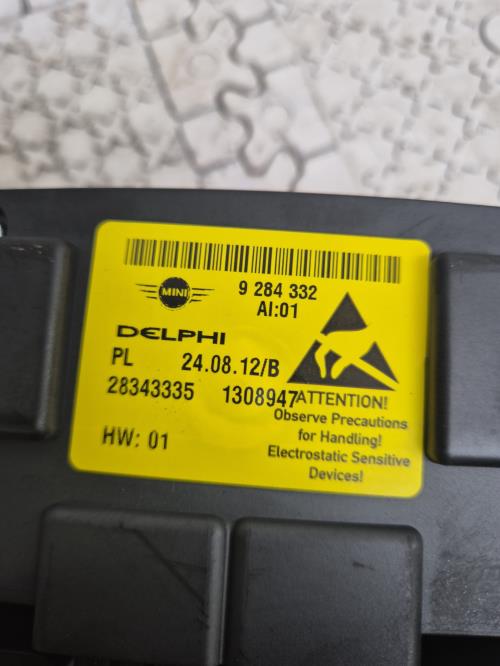 9 284 332
MINI
AI:01
DELPHI
PL 24.08.12/B
28343335 1308947
HW: 01
ATTENTION!
Observe Precautions
for Handling!
Electrostatic Sensitive
Devices!